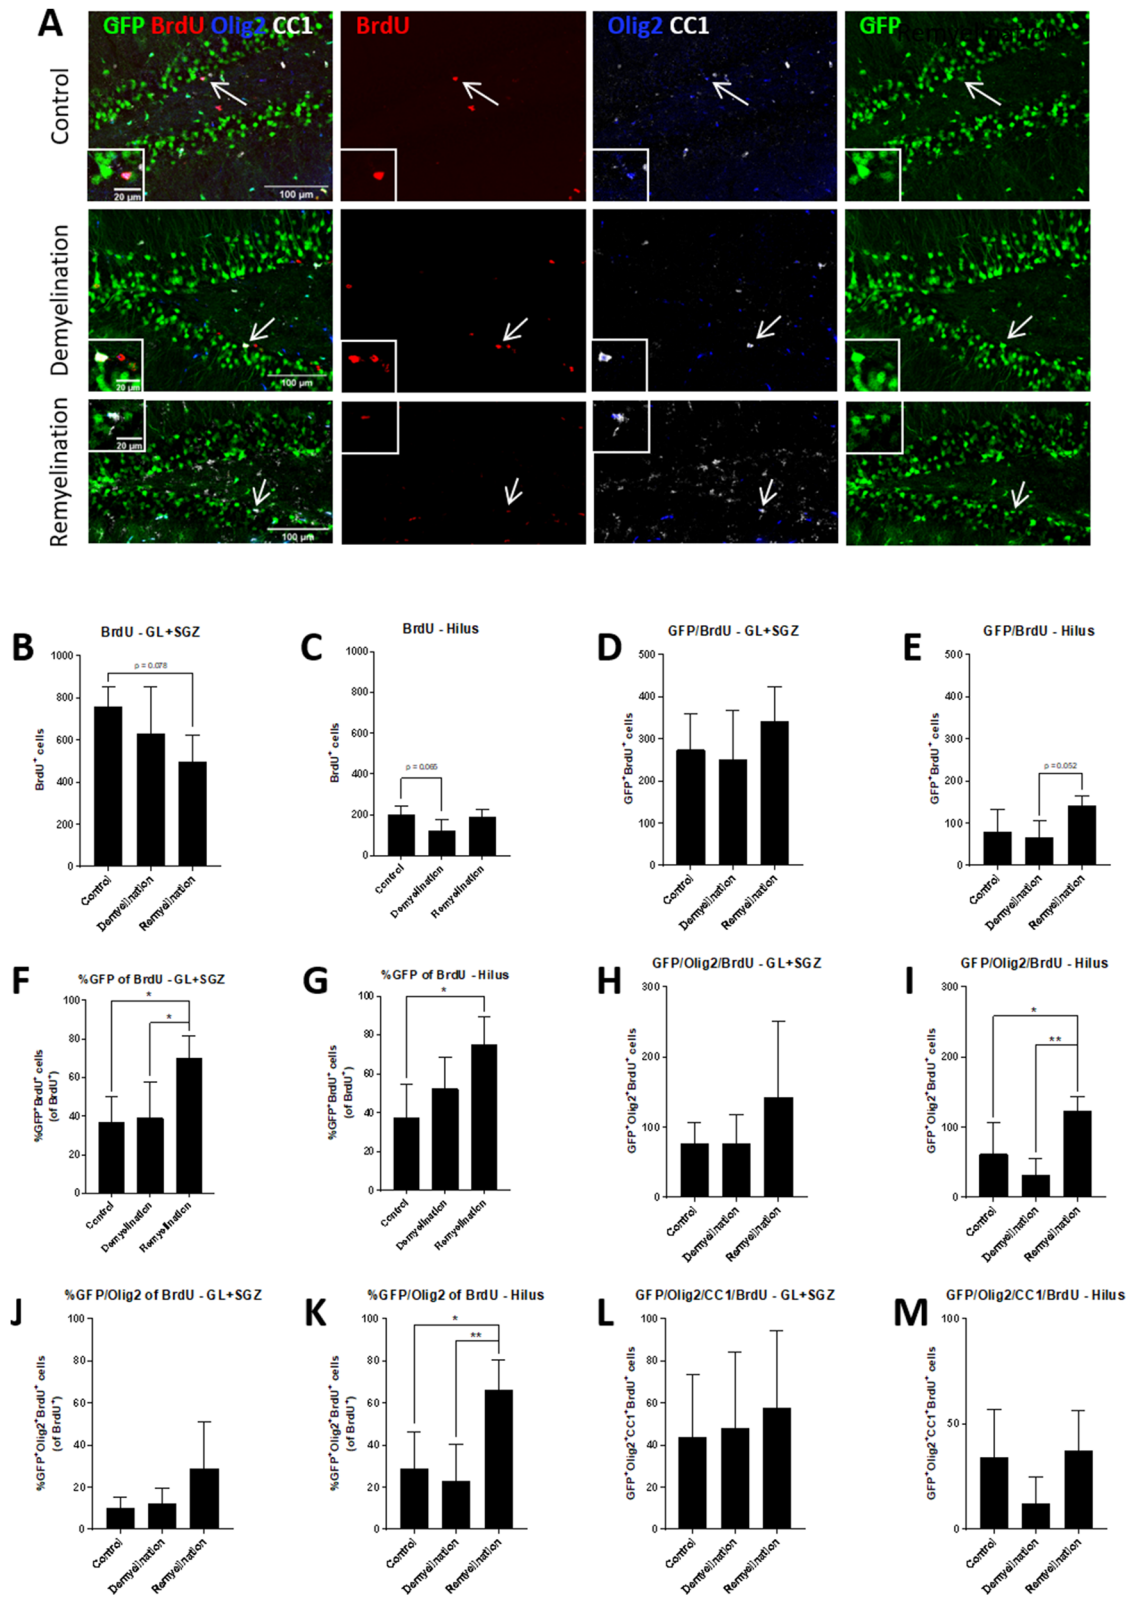 A
GFP BrdU Olig2 CC1
BrdU
Olig2 CC1
GFP
Remyelination
Control
20 µm
100 µm
Demyelination
20 µm
100 µm
Remyelination
20 µm
100 µm
B
BrdU - GL+SGZ
BrdU⁺ cells
1000
800
600
400
200
0
p = 0.078
Control
Demyelination
Remyelination
C
BrdU - Hilus
BrdU⁺ cells
1000
800
600
400
200
0
p = 0.065
Control
Demyelination
Remyelination
D
GFP/BrdU - GL+SGZ
GFP⁺BrdU⁺ cells
500
400
300
200
100
0
Control
Demyelination
Remyelination
E
GFP/BrdU - Hilus
GFP⁺BrdU⁺ cells
500
400
300
200
100
0
p = 0.052
Control
Demyelination
Remyelination
F
%GFP of BrdU - GL+SGZ
%GFP⁺BrdU⁺ cells
(of BrdU⁺)
100
80
60
40
20
0
*
*
Control
Demyelination
Remyelination
G
%GFP of BrdU - Hilus
%GFP⁺BrdU⁺ cells
(of BrdU⁺)
100
80
60
40
20
0
*
Control
Demyelination
Remyelination
H
GFP/Olig2/BrdU - GL+SGZ
GFP⁺Olig2⁺BrdU⁺ cells
300
200
100
0
Control
Demyelination
Remyelination
I
GFP/Olig2/BrdU - Hilus
GFP⁺Olig2⁺BrdU⁺ cells
300
200
100
0
*
**
Control
Demyelination
Remyelination
J
%GFP/Olig2 of BrdU - GL+SGZ
%GFP⁺Olig2⁺BrdU⁺ cells
(of BrdU⁺)
100
80
60
40
20
0
Control
Demyelination
Remyelination
K
%GFP/Olig2 of BrdU - Hilus
%GFP⁺Olig2⁺BrdU⁺ cells
(of BrdU⁺)
100
80
60
40
20
0
*
**
Control
Demyelination
Remyelination
L
GFP/Olig2/CC1/BrdU - GL+SGZ
GFP⁺Olig2⁺CC1⁺BrdU⁺ cells
100
80
60
40
20
0
Control
Demyelination
Remyelination
M
GFP/Olig2/CC1/BrdU - Hilus
GFP⁺Olig2⁺CC1⁺BrdU⁺ cells
100
50
0
Control
Demyelination
Remyelination